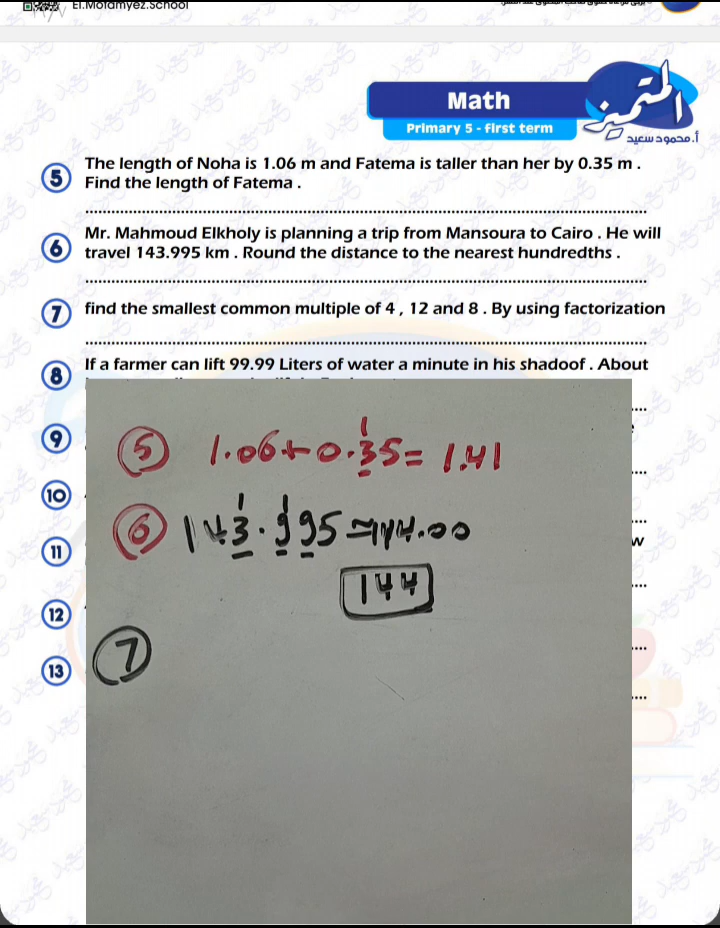 El.Motamyez.School
Math
Primary 5 - first term
المتميز
أ.محمود سعيد
5 The length of Noha is 1.06 m and Fatema is taller than her by 0.35 m .
Find the length of Fatema .
6 Mr. Mahmoud Elkholy is planning a trip from Mansoura to Cairo . He will
travel 143.995 km . Round the distance to the nearest hundredths .
7 find the smallest common multiple of 4 , 12 and 8 . By using factorization
8 If a farmer can lift 99.99 Liters of water a minute in his shadoof . About
9
10
11
12
13
5 1.06+0.35= 1.41
1
6 143.995 ≃144.00
1 1
144
7
w